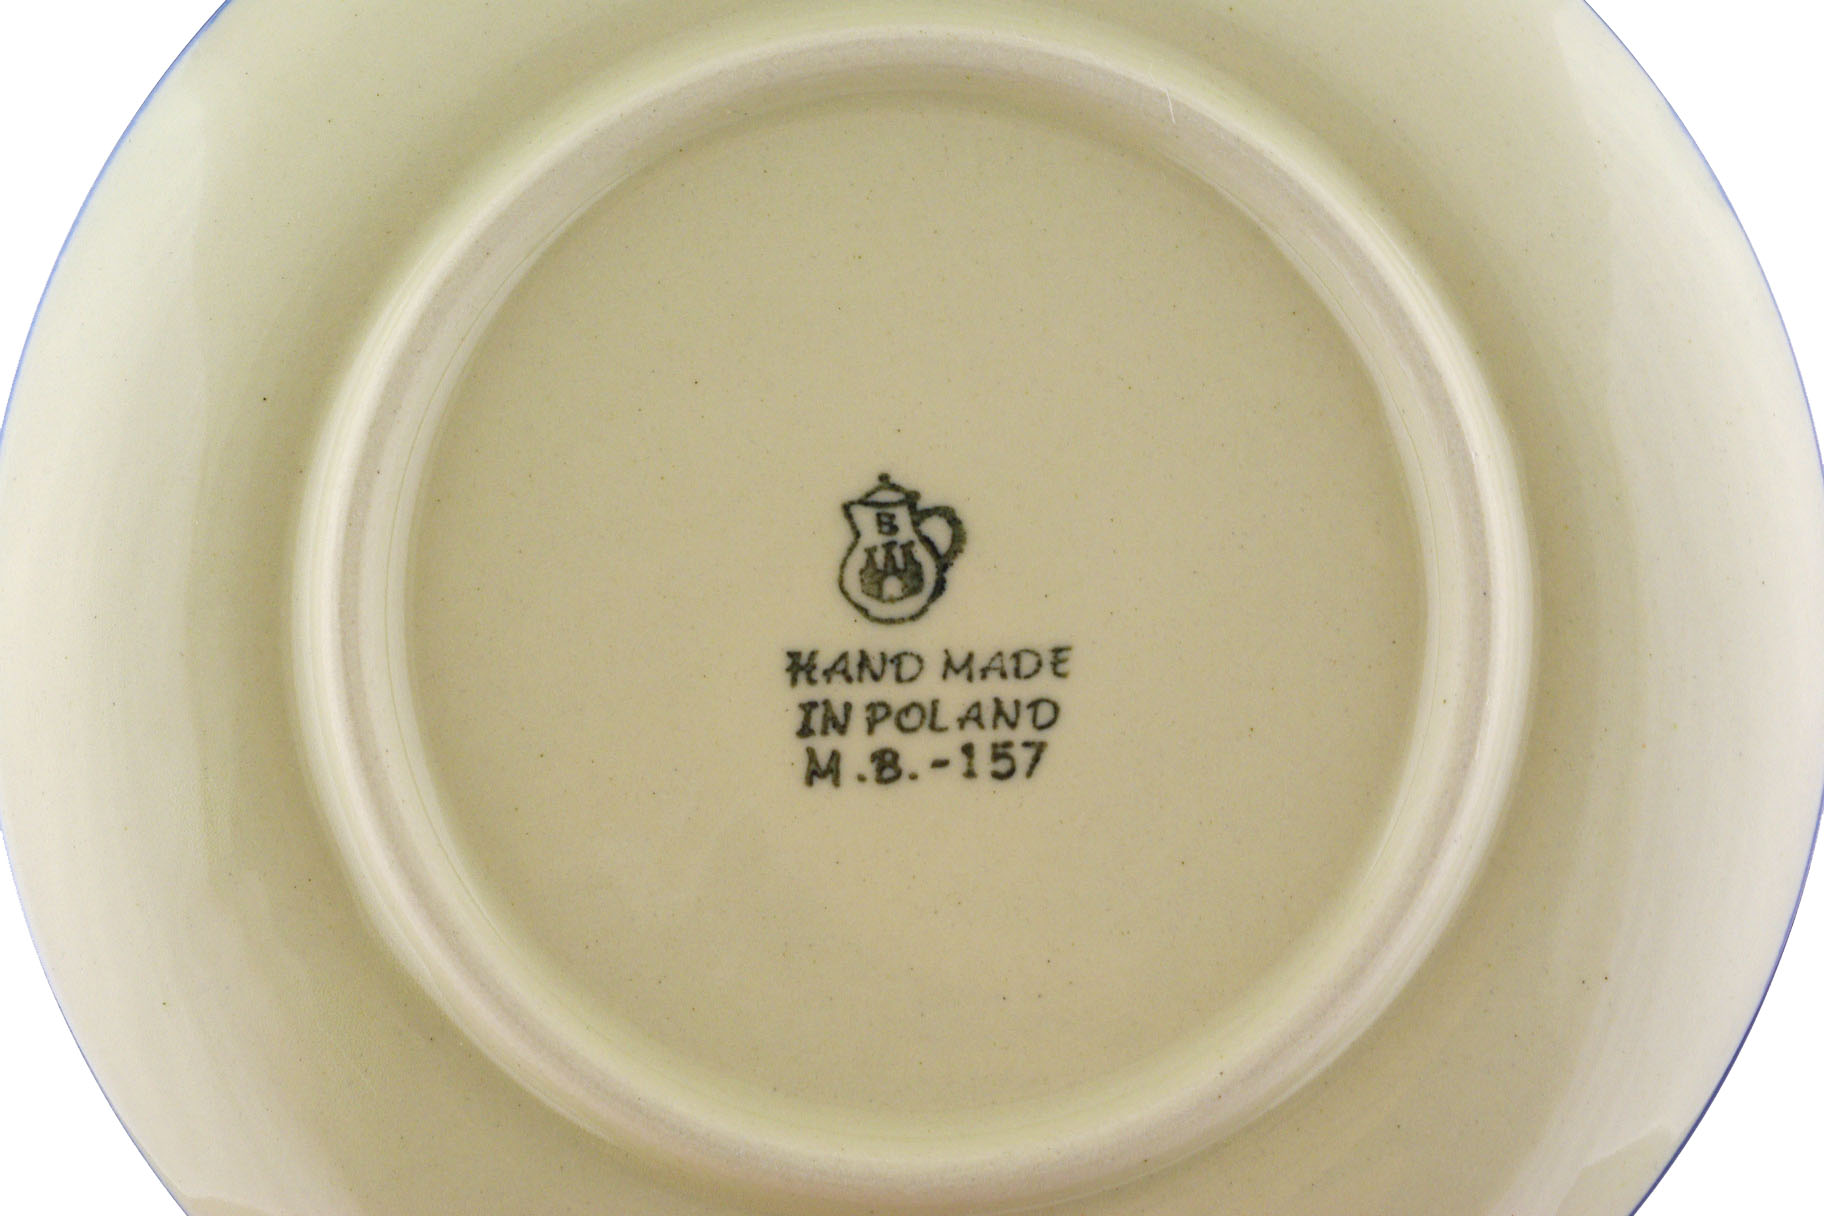 B
HAND MADE
IN POLAND
M.B.-157